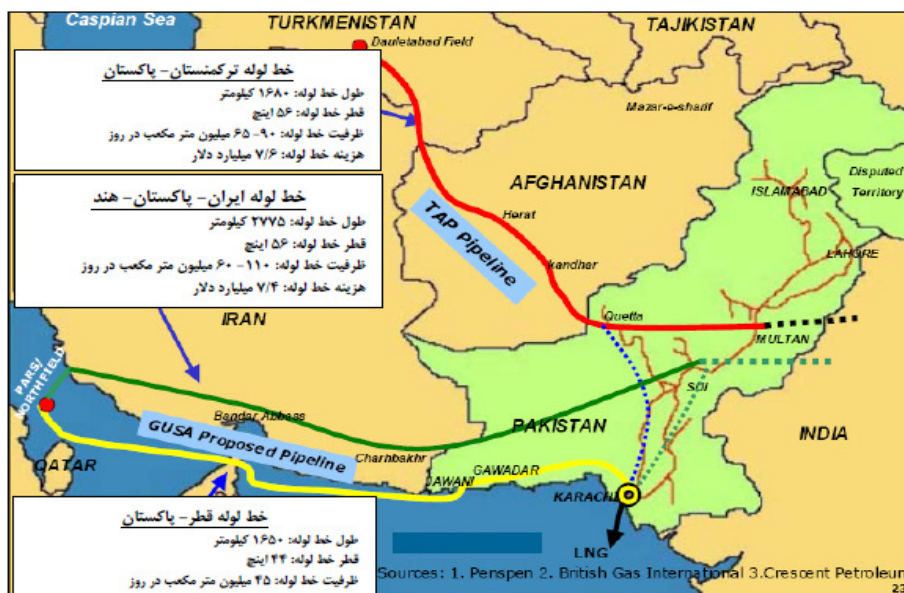 Caspian Sea
TURKMENISTAN
TAJIKISTAN
Dauletabad Field
خط لوله ترکمنستان- پاکستان
طول خط لوله: ۱۶۸۰ کیلومتر
قطر خط لوله: ۵۶ اینچ
ظرفیت خط لوله: ۹۰- ۶۵ میلیون متر مکعب در روز
هزینه خط لوله: ۷/۶ میلیارد دلار
Mazar-e-sharif
AFGHANISTAN
ISLAMABAD
Disputed
Territory
خط لوله ایران- پاکستان- هند
طول خط لوله: ۲۷۷۵ کیلومتر
قطر خط لوله: ۵۶ اینچ
ظرفیت خط لوله: ۱۱۰- ۶۰ میلیون متر مکعب در روز
هزینه خط لوله: ۷/۴ میلیارد دلار
Herat
TAP Pipeline
kandhar
LAHORE
IRAN
Quetta
MULTAN
PARS/
NORTHFIELD
SUI
Bandar Abbass
GUSA Proposed Pipeline
Charhbakhr
PAKISTAN
INDIA
QATAR
JAWANI
GAWADAR
KARACHI
خط لوله قطر- پاکستان
طول خط لوله: ۱۶۵۰ کیلومتر
قطر خط لوله: ۴۴ اینچ
ظرفیت خط لوله: ۴۵ میلیون متر مکعب در روز
LNG
Sources: 1. Penspen 2. British Gas International 3.Crescent Petroleum
23